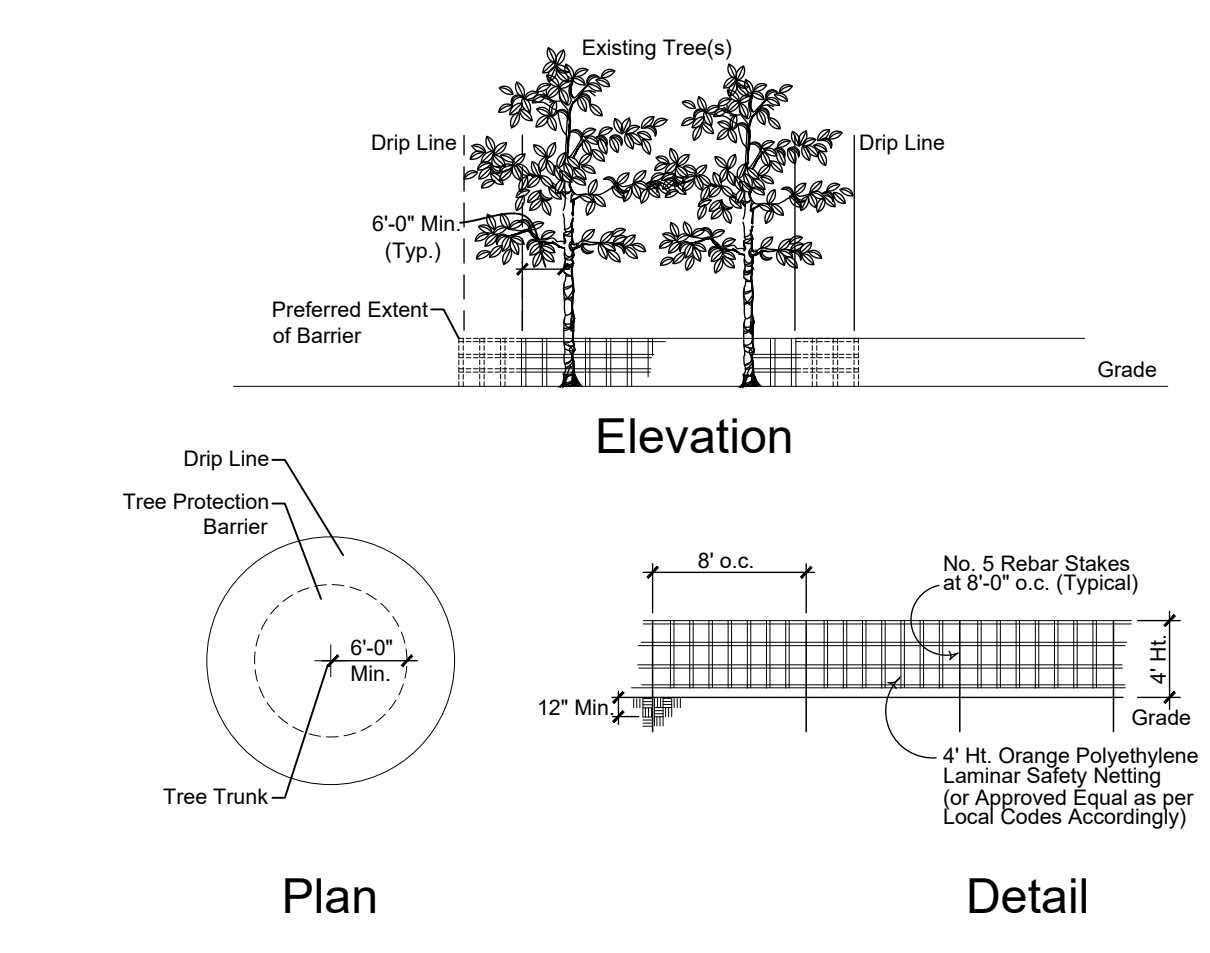 Existing Tree(s)
Drip Line
Drip Line
6'-0" Min.
(Typ.)
Preferred Extent
of Barrier
Grade
Elevation
Drip Line
Tree Protection
Barrier
6'-0"
Min.
Tree Trunk
Plan
8' o.c.
No. 5 Rebar Stakes
at 8'-0" o.c. (Typical)
4' Ht.
12" Min.
Grade
4' Ht. Orange Polyethylene
Laminar Safety Netting
(or Approved Equal as per
Local Codes Accordingly)
Detail